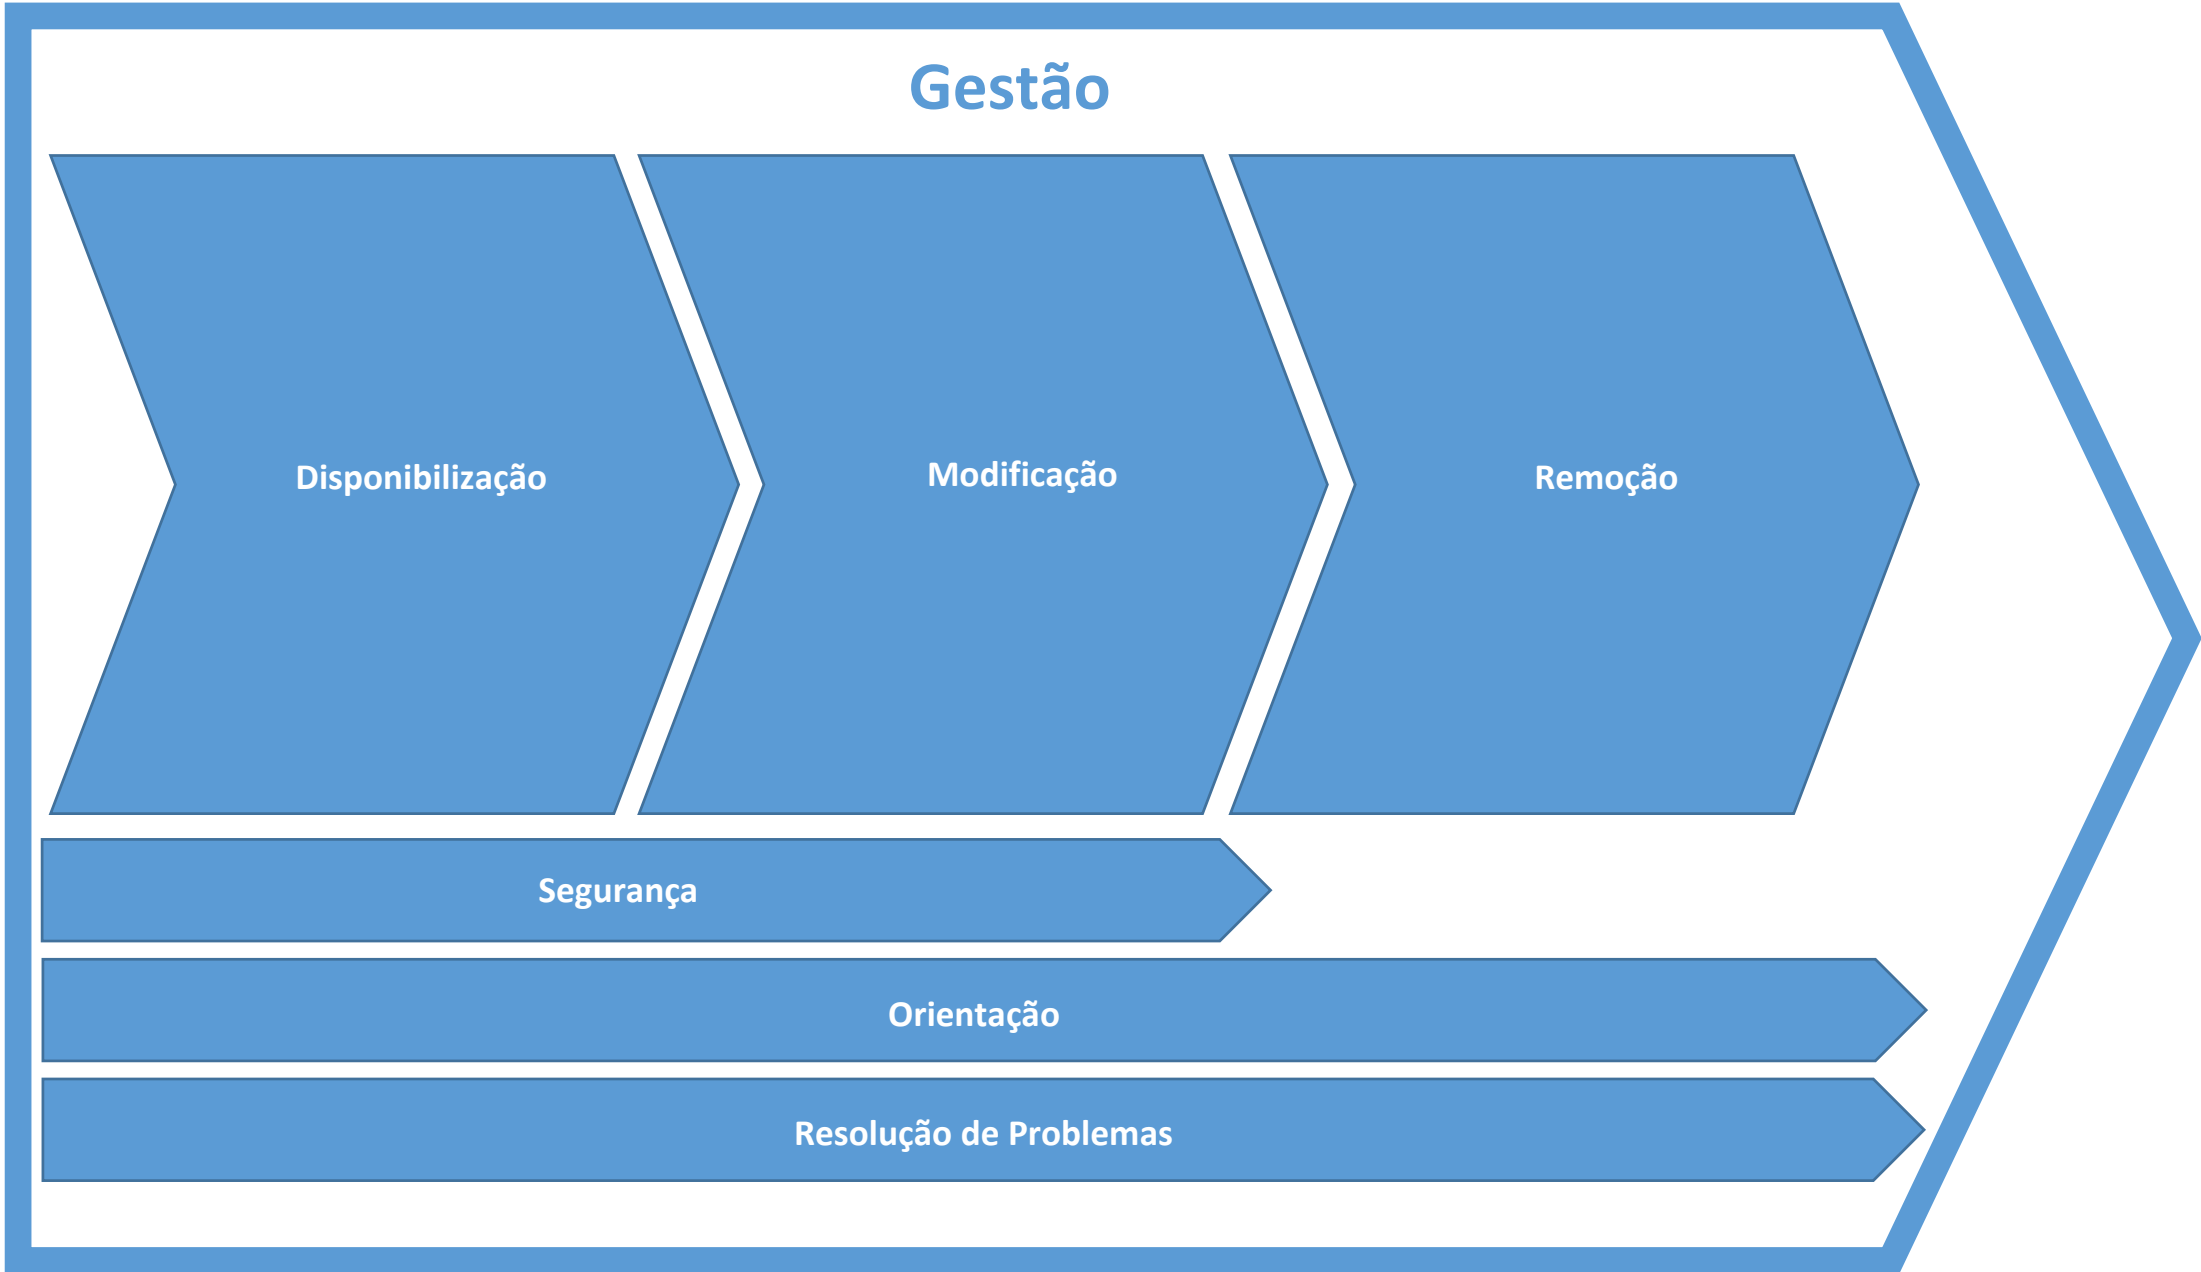 Gestão
Disponibilização
Modificação
Remoção
Segurança
Orientação
Resolução de Problemas